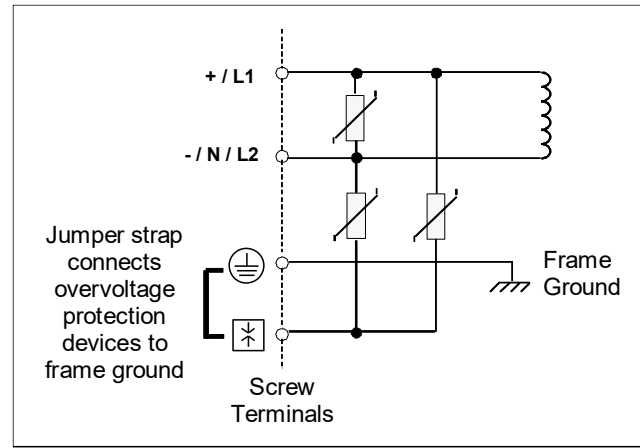 + / L1
- / N / L2
Jumper strap
connects
overvoltage
protection
devices to
frame ground
Frame
Ground
Screw
Terminals